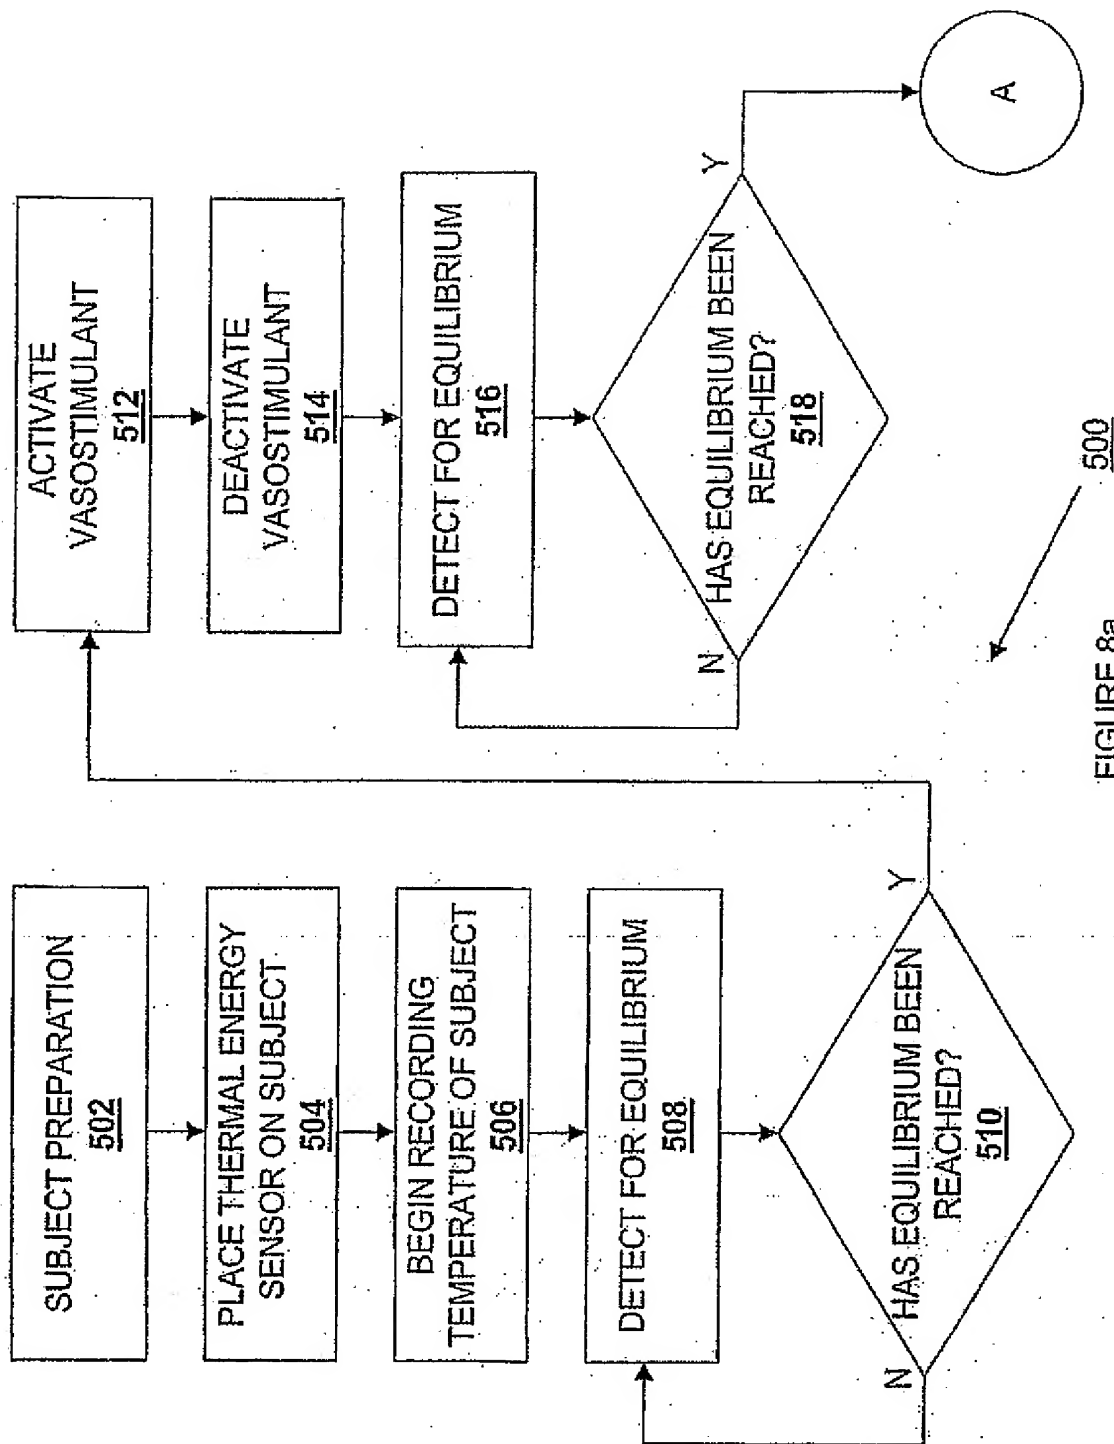 SUBJECT PREPARATION
502
PLACE THERMAL ENERGY
SENSOR ON SUBJECT
504
BEGIN RECORDING
TEMPERATURE OF SUBJECT
506
DETECT FOR EQUILIBRIUM
508
HAS EQUILIBRIUM BEEN
REACHED?
510
N
Y
ACTIVATE
VASOSTIMULANT
512
DEACTIVATE
VASOSTIMULANT
514
DETECT FOR EQUILIBRIUM
516
HAS EQUILIBRIUM BEEN
REACHED?
518
N
Y
A
500
FIGURE 8a